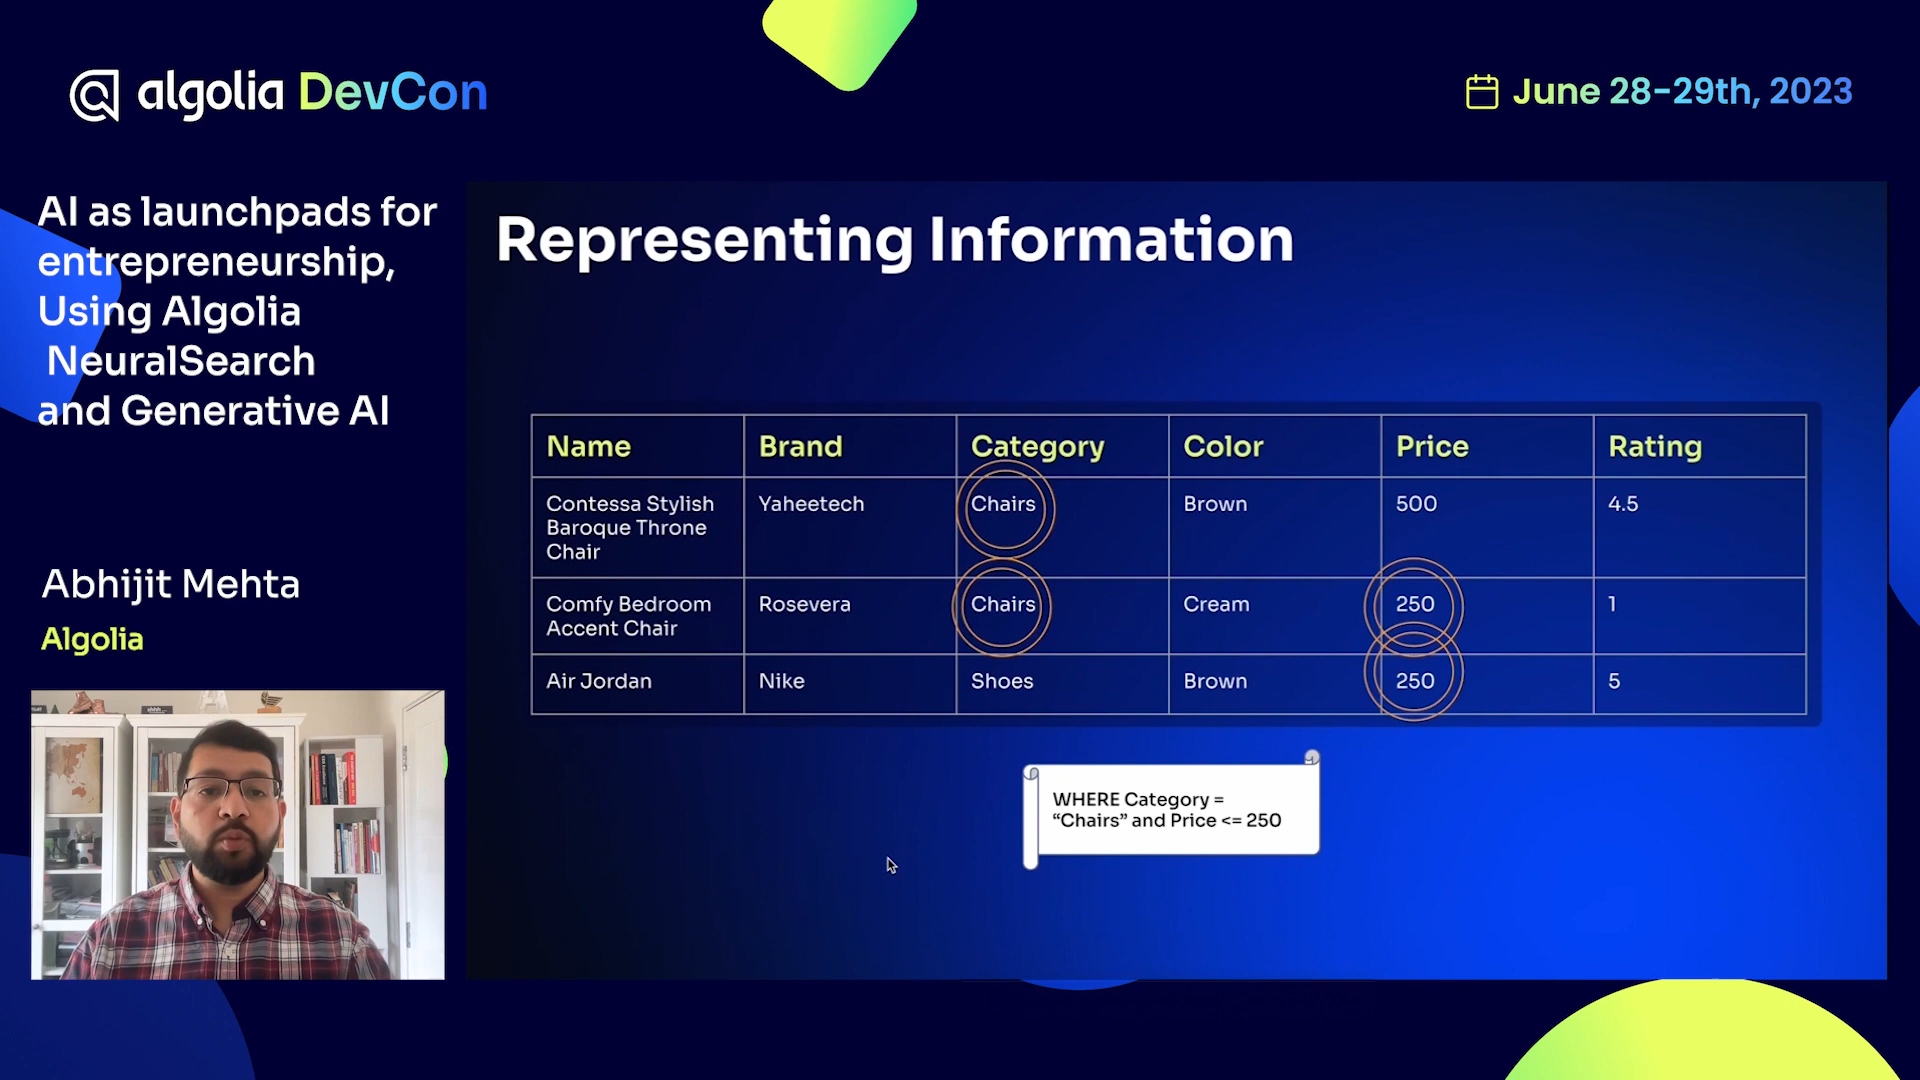 algolia DevCon
June 28-29th, 2023
AI as launchpads for
entrepreneurship,
Using Algolia
NeuralSearch
and Generative AI
Abhijit Mehta
Algolia
Representing Information
Name Brand Category Color Price Rating
Contessa Stylish
Baroque Throne
Chair
Yaheetech Chairs Brown 500 4.5
Comfy Bedroom
Accent Chair
Rosevera Chairs Cream 250 1
Air Jordan Nike Shoes Brown 250 5
WHERE Category =
“Chairs” and Price <= 250